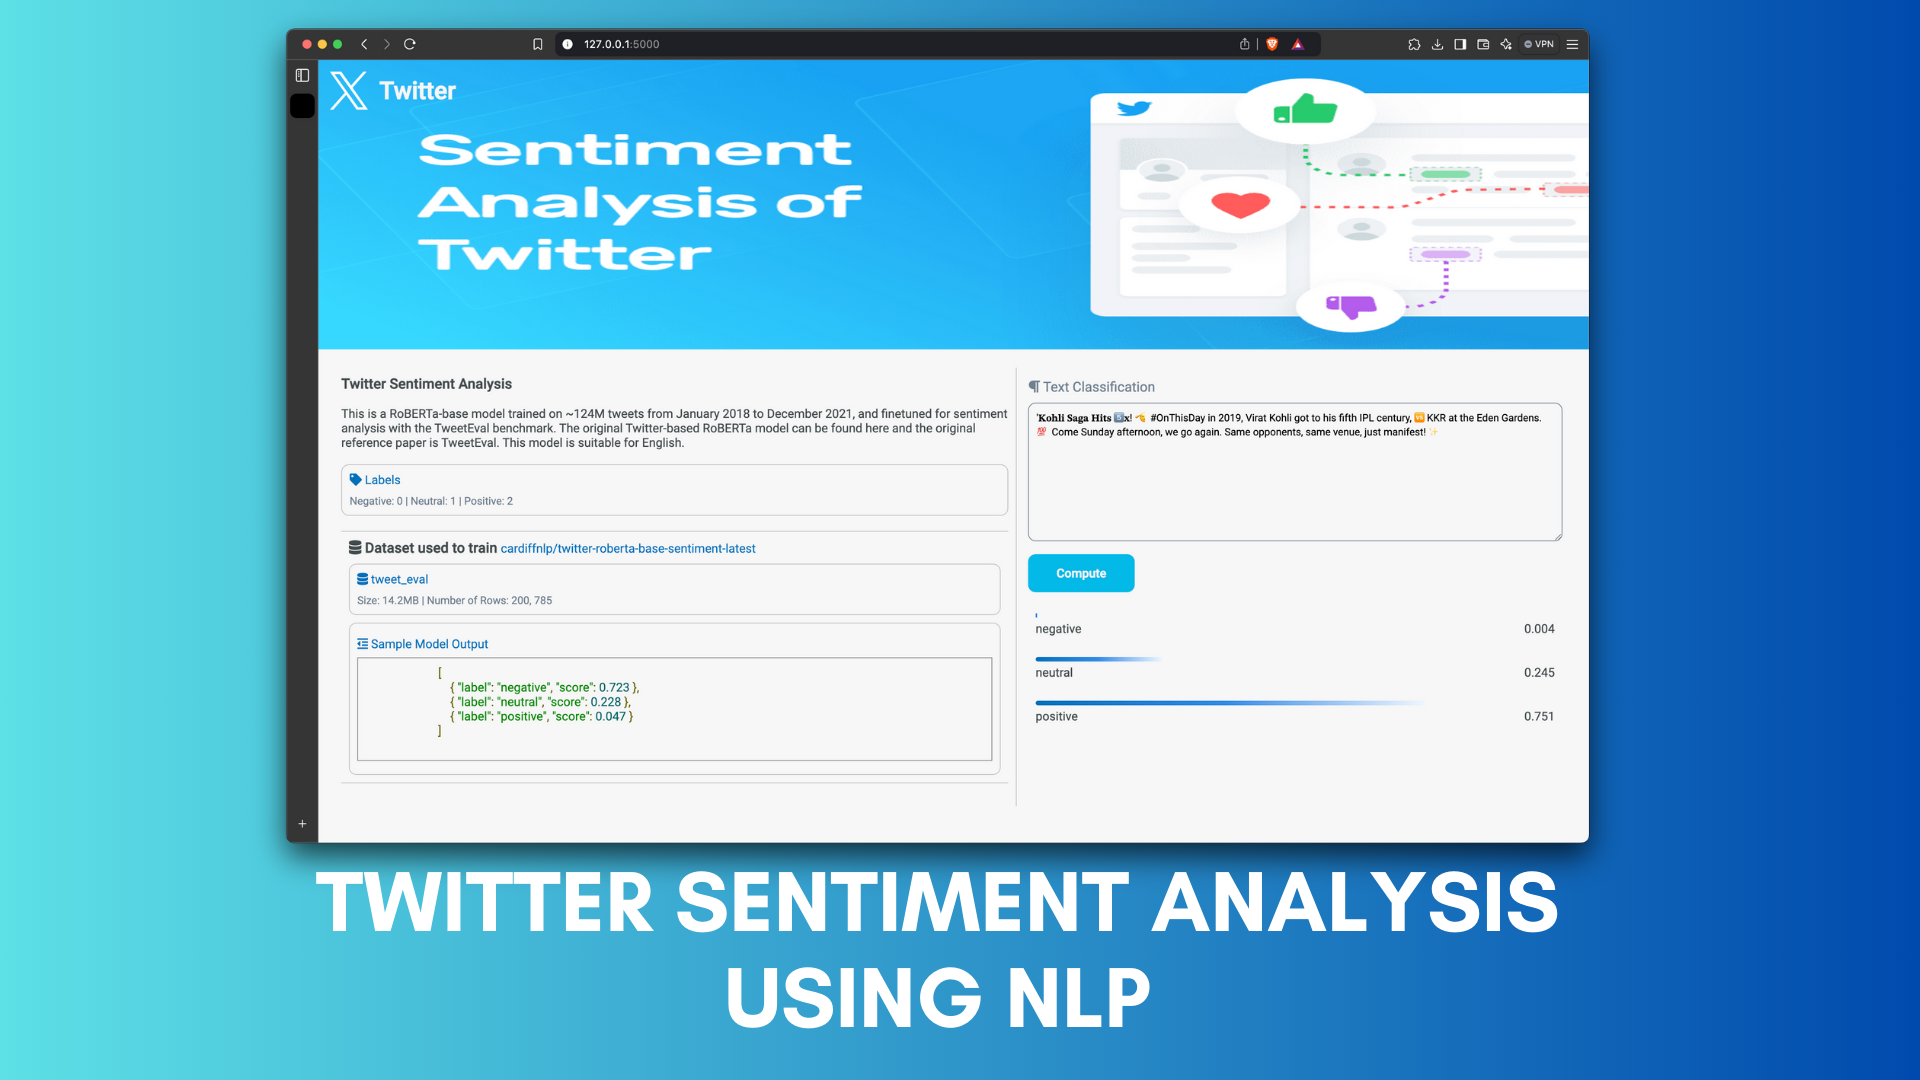 127.0.0.1:5000
VPN
Twitter
Sentiment
Analysis of
Twitter
Twitter Sentiment Analysis
This is a RoBERTa-base model trained on ~124M tweets from January 2018 to December 2021, and finetuned for sentiment
analysis with the TweetEval benchmark. The original Twitter-based RoBERTa model can be found here and the original
reference paper is TweetEval. This model is suitable for English.
Labels
Negative: 0 | Neutral: 1 | Positive: 2
Dataset used to train cardiffnlp/twitter-roberta-base-sentiment-latest
tweet_eval
Size: 14.2MB | Number of Rows: 200, 785
Sample Model Output
[
{ "label": "negative", "score": 0.723 },
{ "label": "neutral", "score": 0.228 },
{ "label": "positive", "score": 0.047 }
]
Text Classification
'𝐊𝐨𝐡𝐥𝐢 𝐒𝐚𝐠𝐚 𝐇𝐢𝐭𝐬 5️⃣𝐱! 🔫 #OnThisDay in 2019, Virat Kohli got to his fifth IPL century, 🆚 KKR at the Eden Gardens.
💯 Come Sunday afternoon, we go again. Same opponents, same venue, just manifest! ✨
Compute
negative 0.004
neutral 0.245
positive 0.751
TWITTER SENTIMENT ANALYSIS
USING NLP